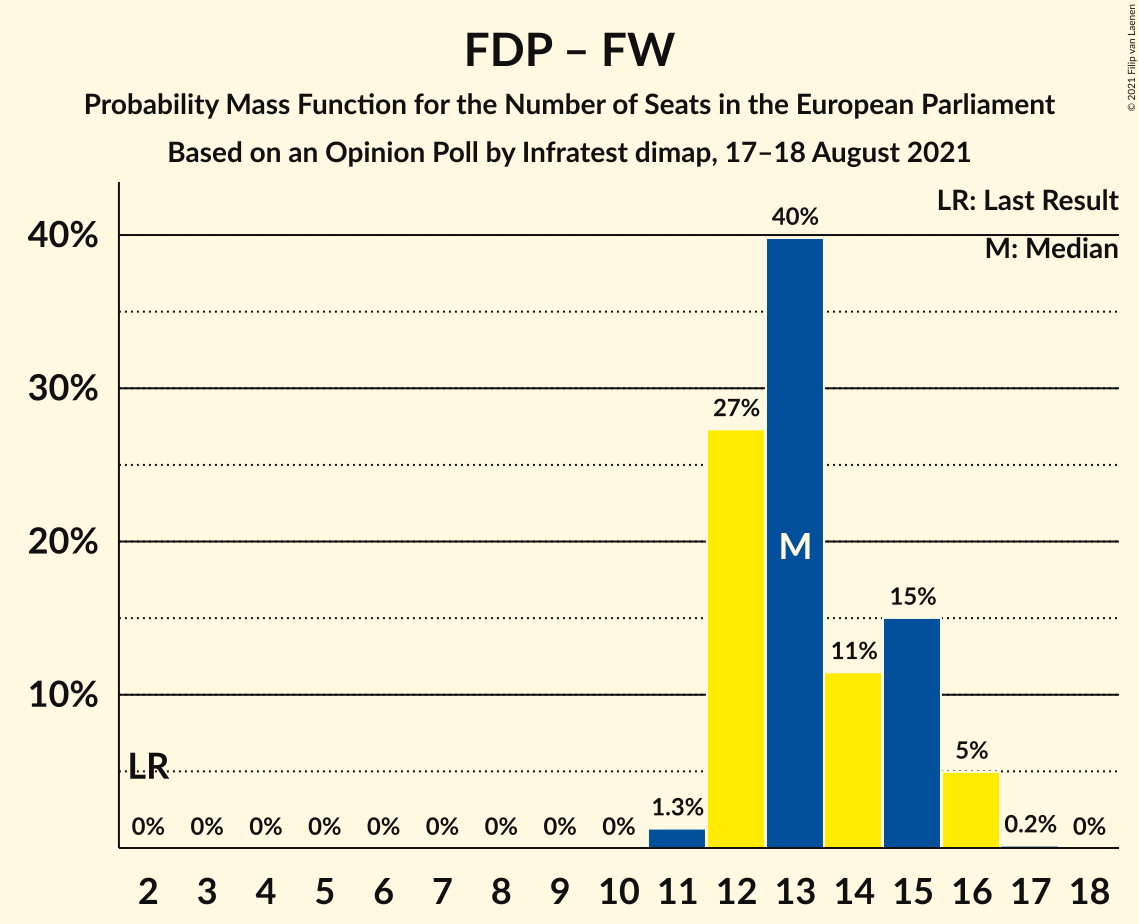 FDP – FW
Probability Mass Function for the Number of Seats in the European Parliament
Based on an Opinion Poll by Infratest dimap, 17–18 August 2021
© 2021 Filip van Laenen
LR: Last Result
M: Median
40%
30%
20%
10%
40%
27%
M
15%
11%
5%
LR
0% 0% 0% 0% 0% 0% 0% 0% 0% 1.3% 0.2% 0%
2 3 4 5 6 7 8 9 10 11 12 13 14 15 16 17 18